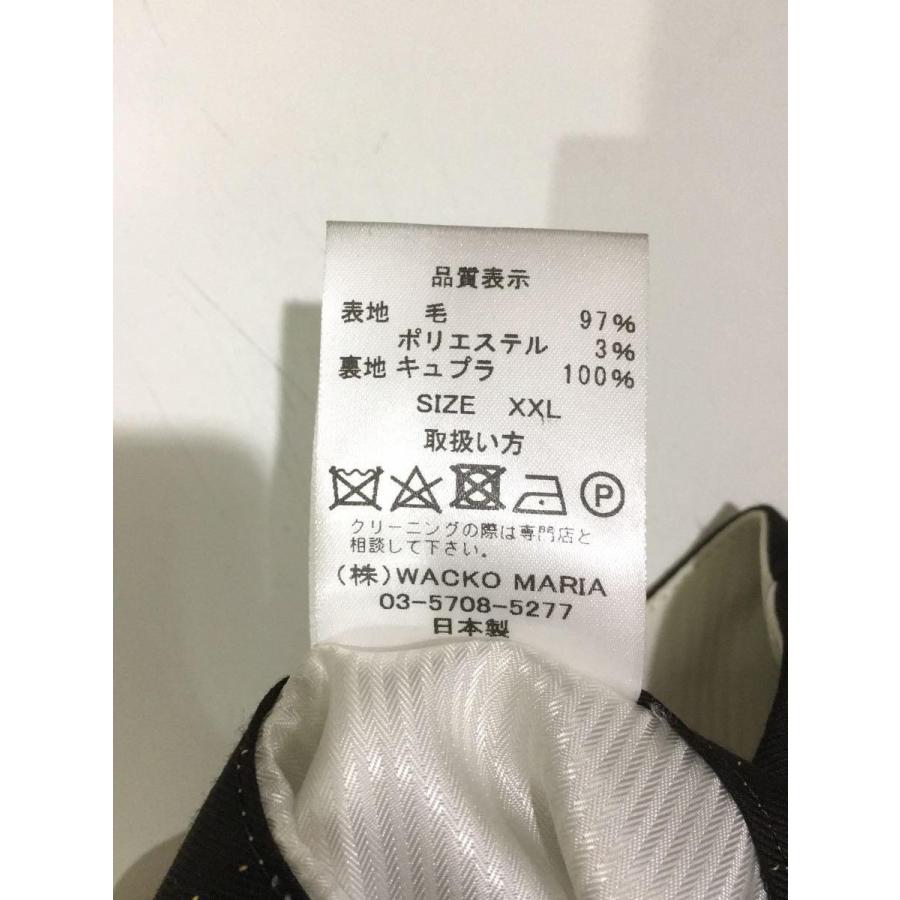 品質表示
表地 毛 97%
ポリエステル 3%
裏地 キュプラ 100%
SIZE XXL
取扱い方
P
クリーニングの際は専門店と
相談して下さい。
(株)WACKO MARIA
03-5708-5277
日本製